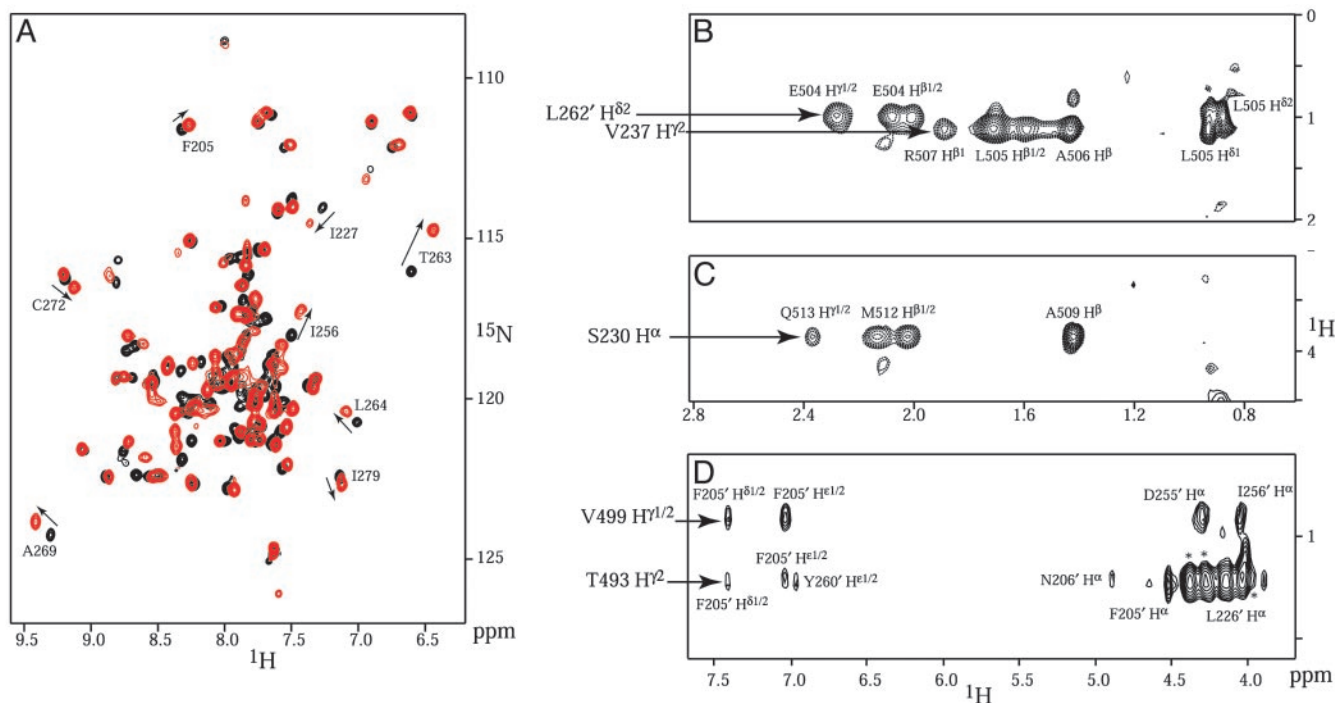 A
110
F205
I227
115
T263
C272
I256
15N
120
L264
I279
A269
125
9.5 9.0 8.5 8.0 7.5 7.0 6.5 ppm
¹H
B
0
E504 Hγ1/2 E504 Hβ1/2
L262′ Hδ2
V237 Hγ2
L505 Hδ2
1
R507 Hβ1 L505 Hβ1/2 A506 Hβ L505 Hδ1
2
C
Q513 Hγ1/2 M512 Hβ1/2 A509 Hβ
S230 Hα
¹H
4
2.8 2.4 2.0 1.6 1.2 0.8
D
F205′ Hδ1/2 F205′ Hε1/2 D255′ Hα I256′ Hα
V499 Hγ1/2
1
F205′ Hε1/2
* *
T493 Hγ2
Y260′ Hε1/2 N206′ Hα
*
F205′ Hδ1/2 F205′ Hα L226′ Hα
7.5 7.0 6.5 6.0 5.5 5.0 4.5 4.0 ppm
¹H